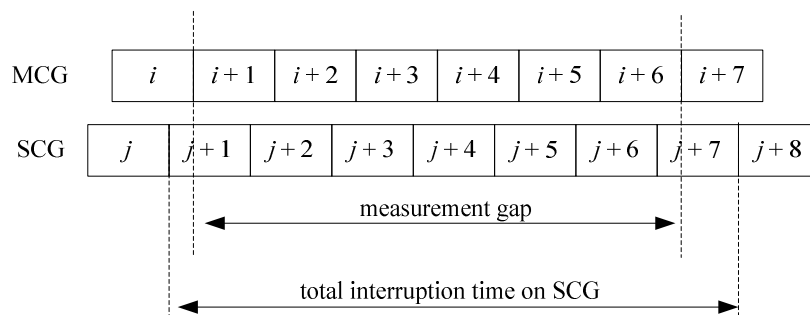 MCG i i + 1 i + 2 i + 3 i + 4 i + 5 i + 6 i + 7
SCG j j + 1 j + 2 j + 3 j + 4 j + 5 j + 6 j + 7 j + 8
measurement gap
total interruption time on SCG